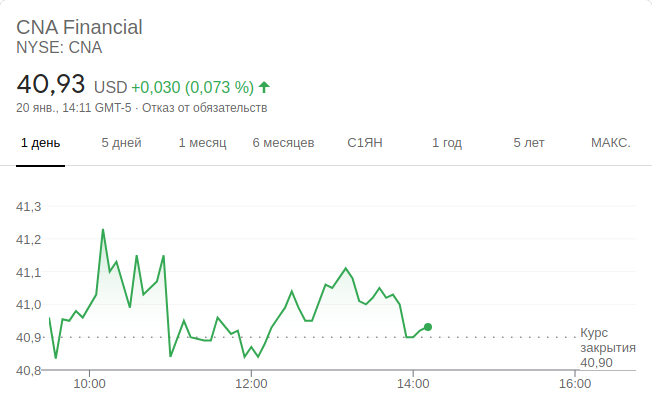 CNA Financial
NYSE: CNA
40,93 USD +0,030 (0,073 %)
20 янв., 14:11 GMT-5 · Отказ от обязательств
1 день 5 дней 1 месяц 6 месяцев С1ЯН 1 год 5 лет МАКС.
41,3
41,2
41,1
41,0
40,9
40,8
Курс
закрытия
40,90
10:00 12:00 14:00 16:00